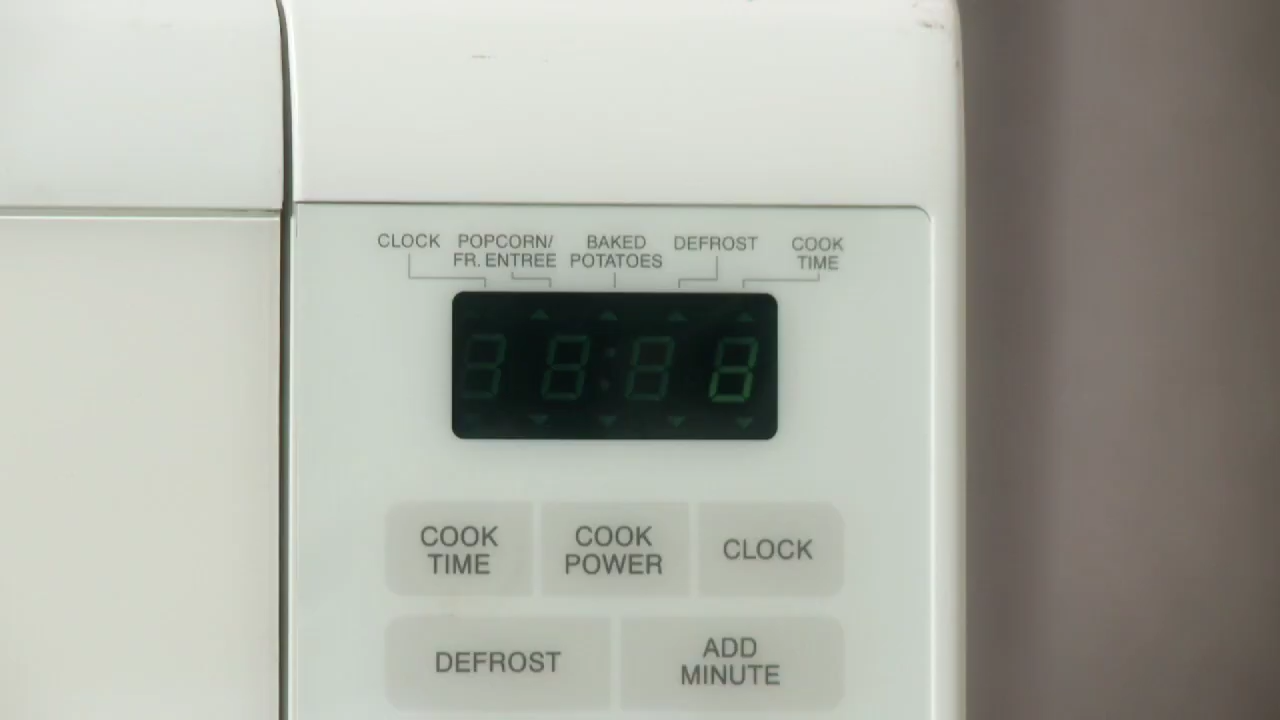 CLOCK POPCORN/ BAKED DEFROST COOK
FR. ENTREE POTATOES TIME
COOK
TIME
COOK
POWER
CLOCK
DEFROST
ADD
MINUTE